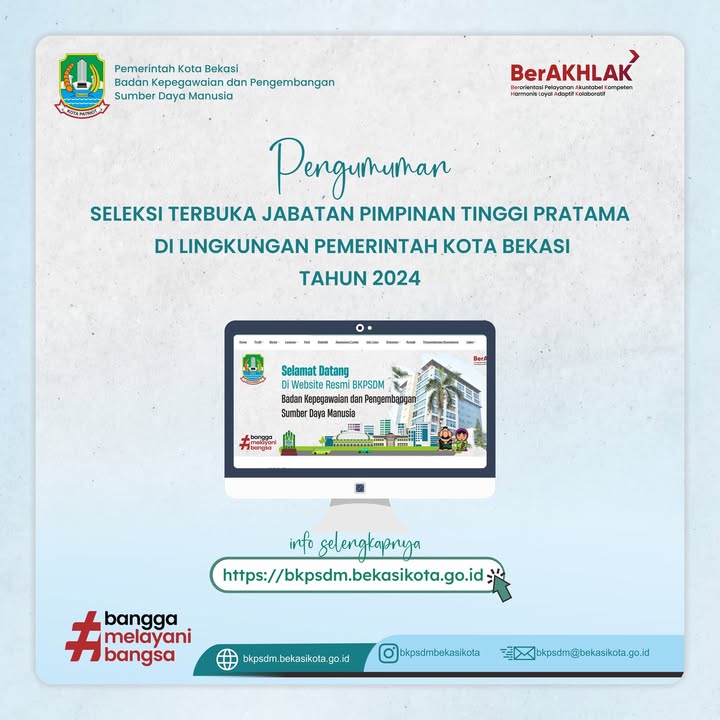 Pemerintah Kota Bekasi
Badan Kepegawaian dan Pengembangan
Sumber Daya Manusia
KOTA PATRIOT
BerAKHLAK
Berorientasi Pelayanan Akuntabel Kompeten
Harmonis Loyal Adaptif Kolaboratif
Pengumuman
SELEKSI TERBUKA JABATAN PIMPINAN TINGGI PRATAMA
DI LINGKUNGAN PEMERINTAH KOTA BEKASI
TAHUN 2024
BerA
Selamat Datang
Di Website Resmi BKPSDM
Badan Kepegawaian dan Pengembangan
Sumber Daya Manusia
#bangga
melayani
bangsa
info selengkapnya
https://bkpsdm.bekasikota.go.id
#bangga
melayani
bangsa
bkpsdm.bekasikota.go.id
bkpsdmbekasikota
bkpsdm@bekasikota.go.id